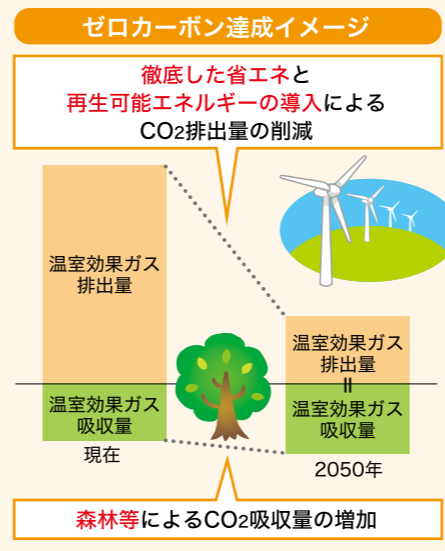 ゼロカーボン達成イメージ
徹底した省エネと
再生可能エネルギーの導入による
CO2排出量の削減
温室効果ガス
排出量
温室効果ガス
吸収量
現在
温室効果ガス
排出量
=
温室効果ガス
吸収量
2050年
森林等によるCO2吸収量の増加